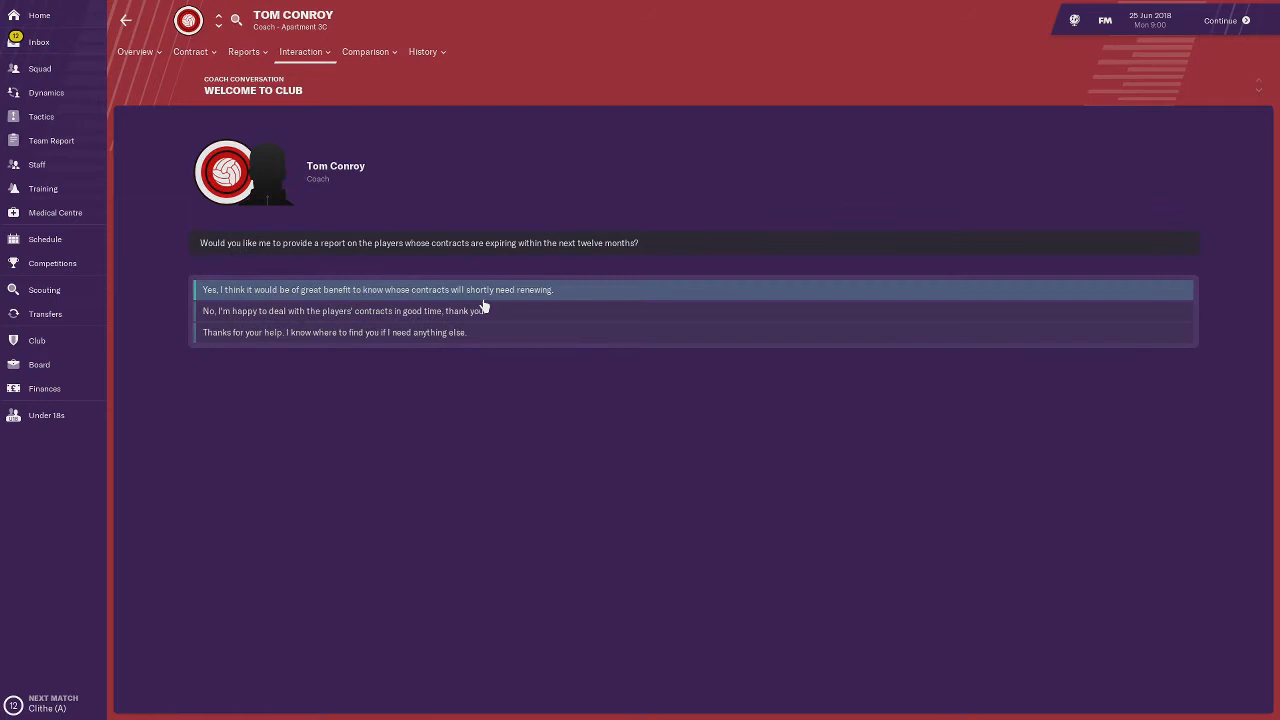 Home
TOM CONROY
Coach - Apartment 3C
25 Jun 2018
Mon 9:00
FM
Continue
12
Inbox
Overview
Contract
Reports
Interaction
Comparison
History
Squad
Dynamics
Tactics
Team Report
Staff
Training
Medical Centre
Schedule
Competitions
Scouting
Transfers
Club
Board
Finances
Under 18s
COACH CONVERSATION
WELCOME TO CLUB
Tom Conroy
Coach
Would you like me to provide a report on the players whose contracts are expiring within the next twelve months?
Yes, I think it would be of great benefit to know whose contracts will shortly need renewing.
No, I'm happy to deal with the players' contracts in good time, thank you
Thanks for your help. I know where to find you if I need anything else.
12
NEXT MATCH
Clithe (A)